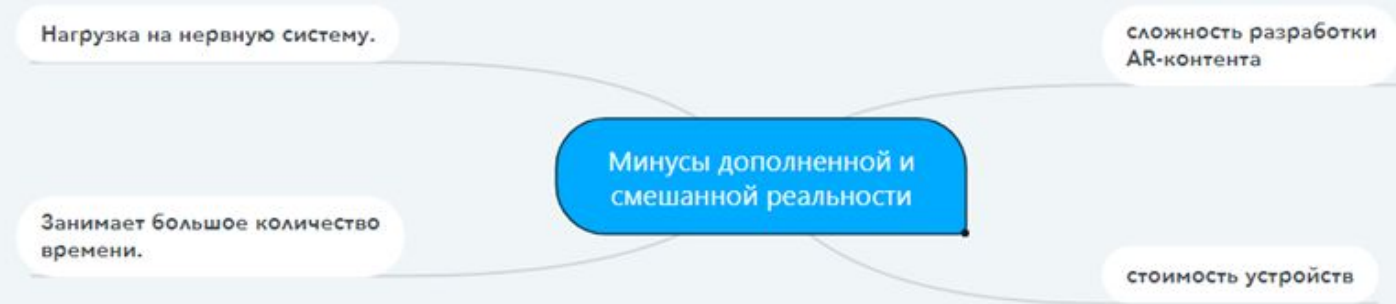 Нагрузка на нервную систему.
сложность разработки
AR-контента
Минусы дополненной и
смешанной реальности
Занимает большое количество
времени.
стоимость устройств